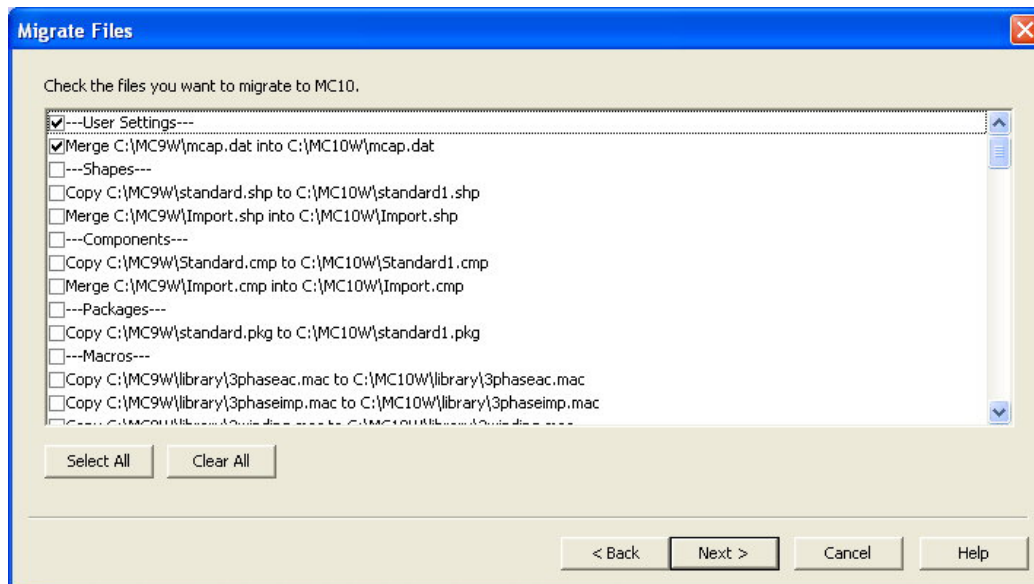 Migrate Files
Check the files you want to migrate to MC10.
---User Settings---
Merge C:\MC9W\mcap.dat into C:\MC10W\mcap.dat
---Shapes---
Copy C:\MC9W\standard.shp to C:\MC10W\standard1.shp
Merge C:\MC9W\Import.shp into C:\MC10W\Import.shp
---Components---
Copy C:\MC9W\Standard.cmp to C:\MC10W\Standard1.cmp
Merge C:\MC9W\Import.cmp into C:\MC10W\Import.cmp
---Packages---
Copy C:\MC9W\standard.pkg to C:\MC10W\standard1.pkg
---Macros---
Copy C:\MC9W\library\3phaseac.mac to C:\MC10W\library\3phaseac.mac
Copy C:\MC9W\library\3phaseimp.mac to C:\MC10W\library\3phaseimp.mac
Select All Clear All
< Back Next > Cancel Help